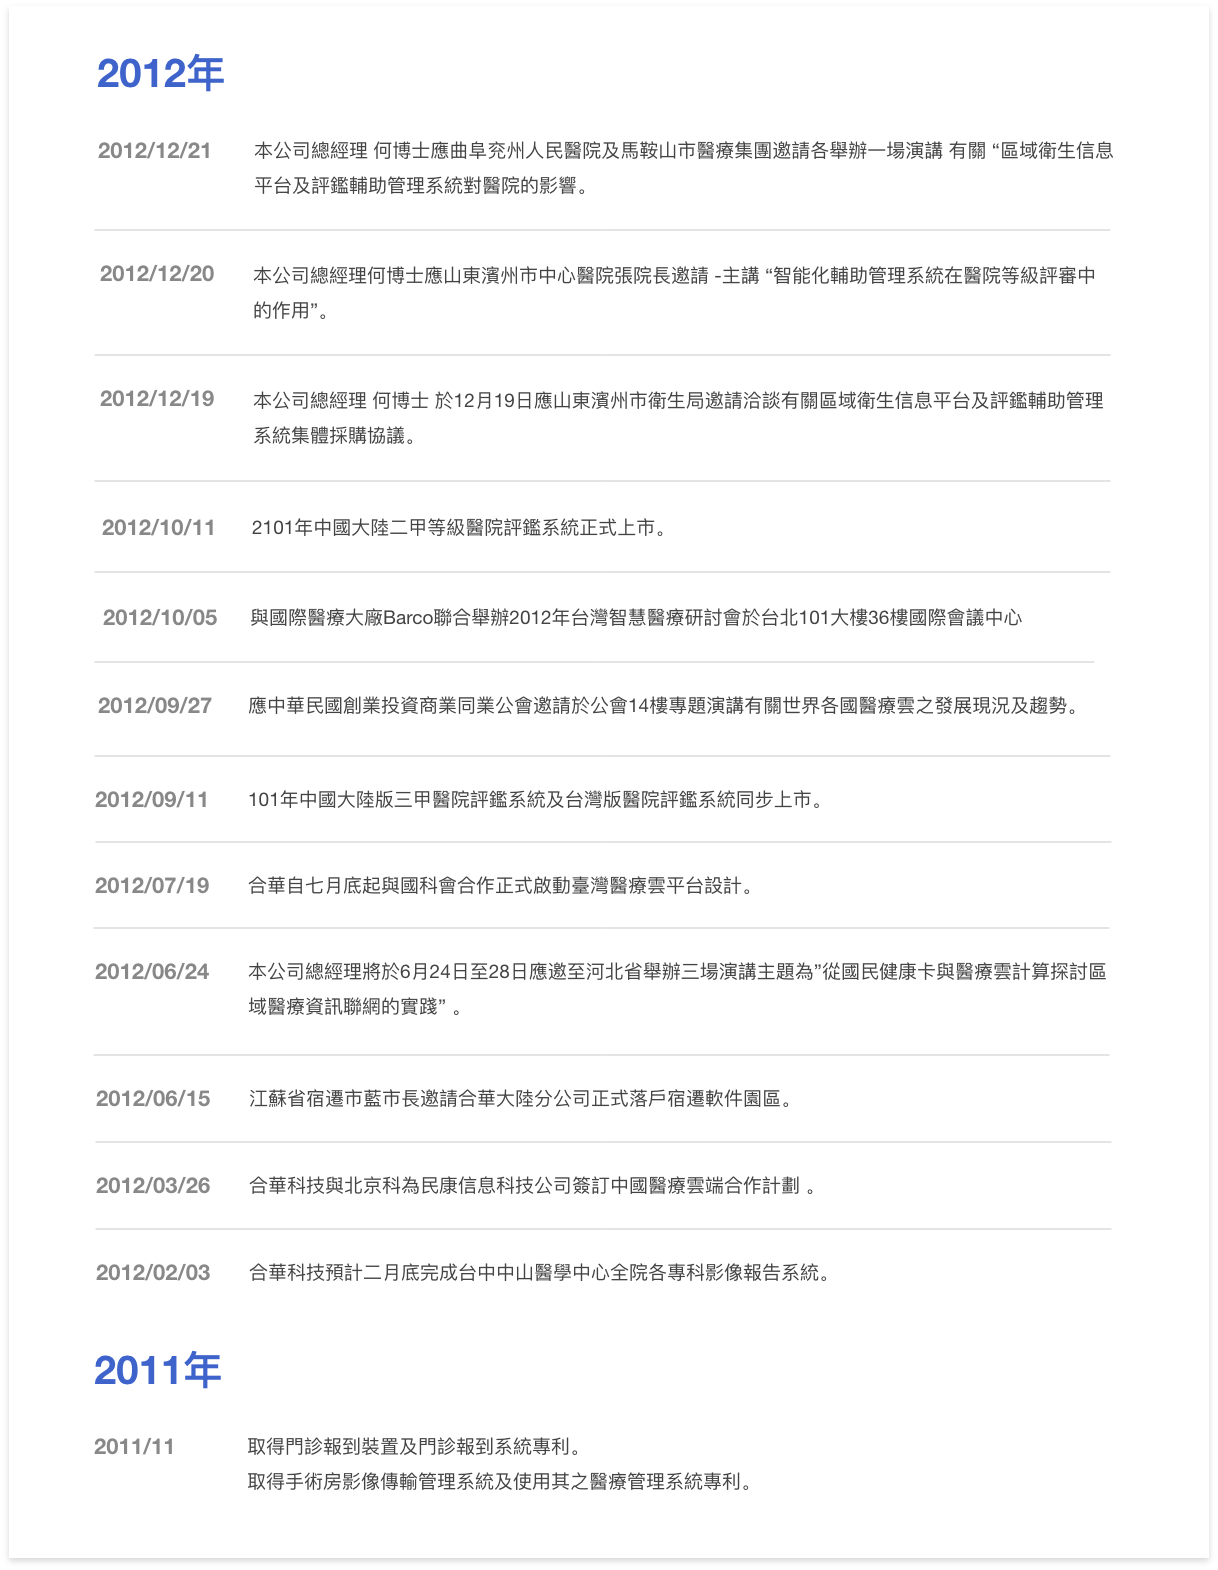 2012年
2012/12/21 本公司總經理 何博士應曲阜兖州人民醫院及馬鞍山市醫療集團邀請各舉辦一場演講 有關 “區域衛生信息
平台及評鑑輔助管理系統對醫院的影響。
2012/12/20 本公司總經理何博士應山東濱州市中心醫院張院長邀請 -主講 “智能化輔助管理系統在醫院等級評審中
的作用”。
2012/12/19 本公司總經理 何博士 於12月19日應山東濱州市衛生局邀請洽談有關區域衛生信息平台及評鑑輔助管理
系統集體採購協議。
2012/10/11 2101年中國大陸二甲等級醫院評鑑系統正式上市。
2012/10/05 與國際醫療大廠Barco聯合舉辦2012年台灣智慧醫療研討會於台北101大樓36樓國際會議中心
2012/09/27 應中華民國創業投資商業同業公會邀請於公會14樓專題演講有關世界各國醫療雲之發展現況及趨勢。
2012/09/11 101年中國大陸版三甲醫院評鑑系統及台灣版醫院評鑑系統同步上市。
2012/07/19 合華自七月底起與國科會合作正式啟動臺灣醫療雲平台設計。
2012/06/24 本公司總經理將於6月24日至28日應邀至河北省舉辦三場演講主題為”從國民健康卡與醫療雲計算探討區
域醫療資訊聯網的實踐” 。
2012/06/15 江蘇省宿遷市藍市長邀請合華大陸分公司正式落戶宿遷軟件園區。
2012/03/26 合華科技與北京科為民康信息科技公司簽訂中國醫療雲端合作計劃 。
2012/02/03 合華科技預計二月底完成台中中山醫學中心全院各專科影像報告系統。
2011年
2011/11 取得門診報到裝置及門診報到系統專利。
取得手術房影像傳輸管理系統及使用其之醫療管理系統專利。